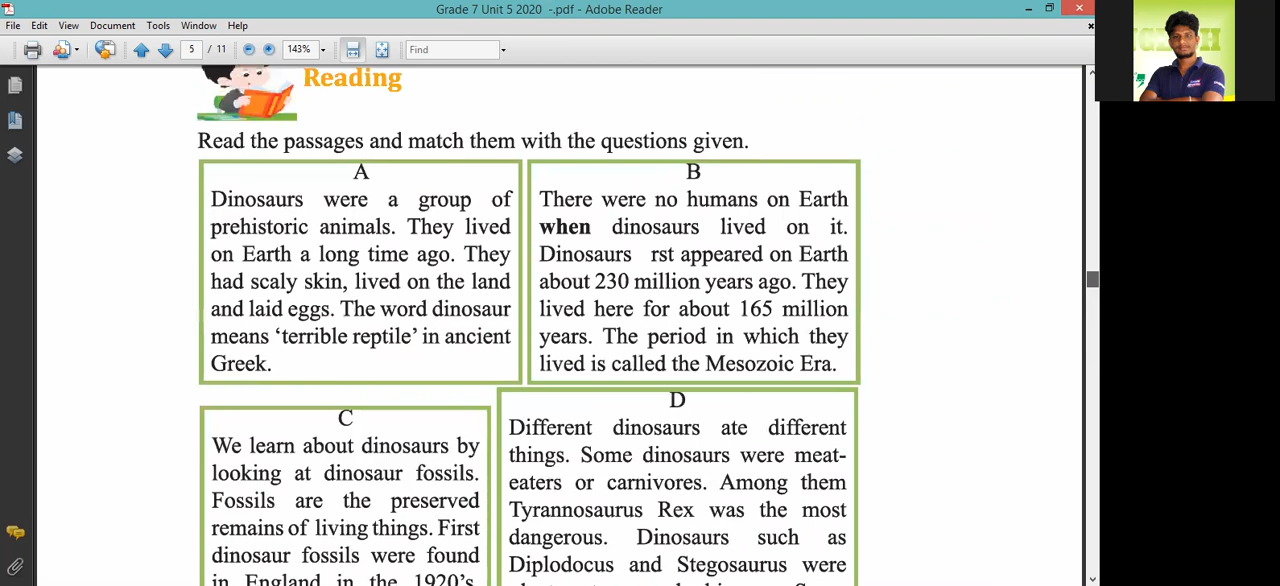 Grade 7 Unit 5 2020 -.pdf - Adobe Reader
File Edit View Document Tools Window Help
5 / 11 143% Find
Reading
Read the passages and match them with the questions given.
A
Dinosaurs were a group of
prehistoric animals. They lived
on Earth a long time ago. They
had scaly skin, lived on the land
and laid eggs. The word dinosaur
means ‘terrible reptile’ in ancient
Greek.
B
There were no humans on Earth
when dinosaurs lived on it.
Dinosaurs rst appeared on Earth
about 230 million years ago. They
lived here for about 165 million
years. The period in which they
lived is called the Mesozoic Era.
C
We learn about dinosaurs by
looking at dinosaur fossils.
Fossils are the preserved
remains of living things. First
dinosaur fossils were found
in England in the 1920’s.
D
Different dinosaurs ate different
things. Some dinosaurs were meat-
eaters or carnivores. Among them
Tyrannosaurus Rex was the most
dangerous. Dinosaurs such as
Diplodocus and Stegosaurus were